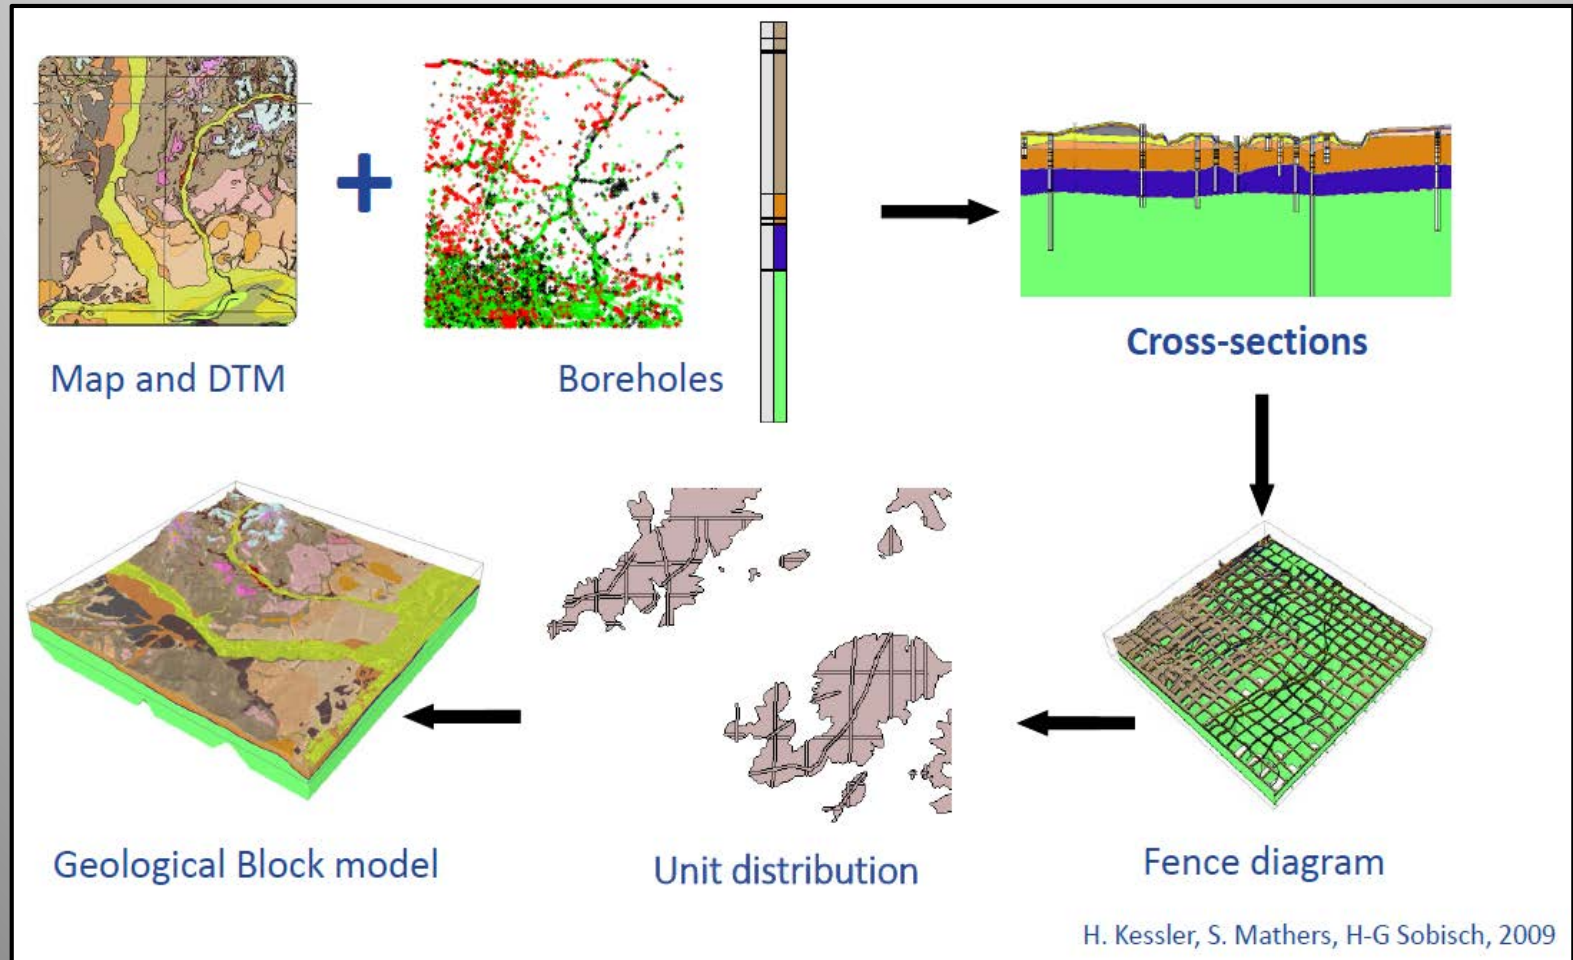 Map and DTM
Boreholes
Cross-sections
Fence diagram
Unit distribution
Geological Block model
H. Kessler, S. Mathers, H-G Sobisch, 2009